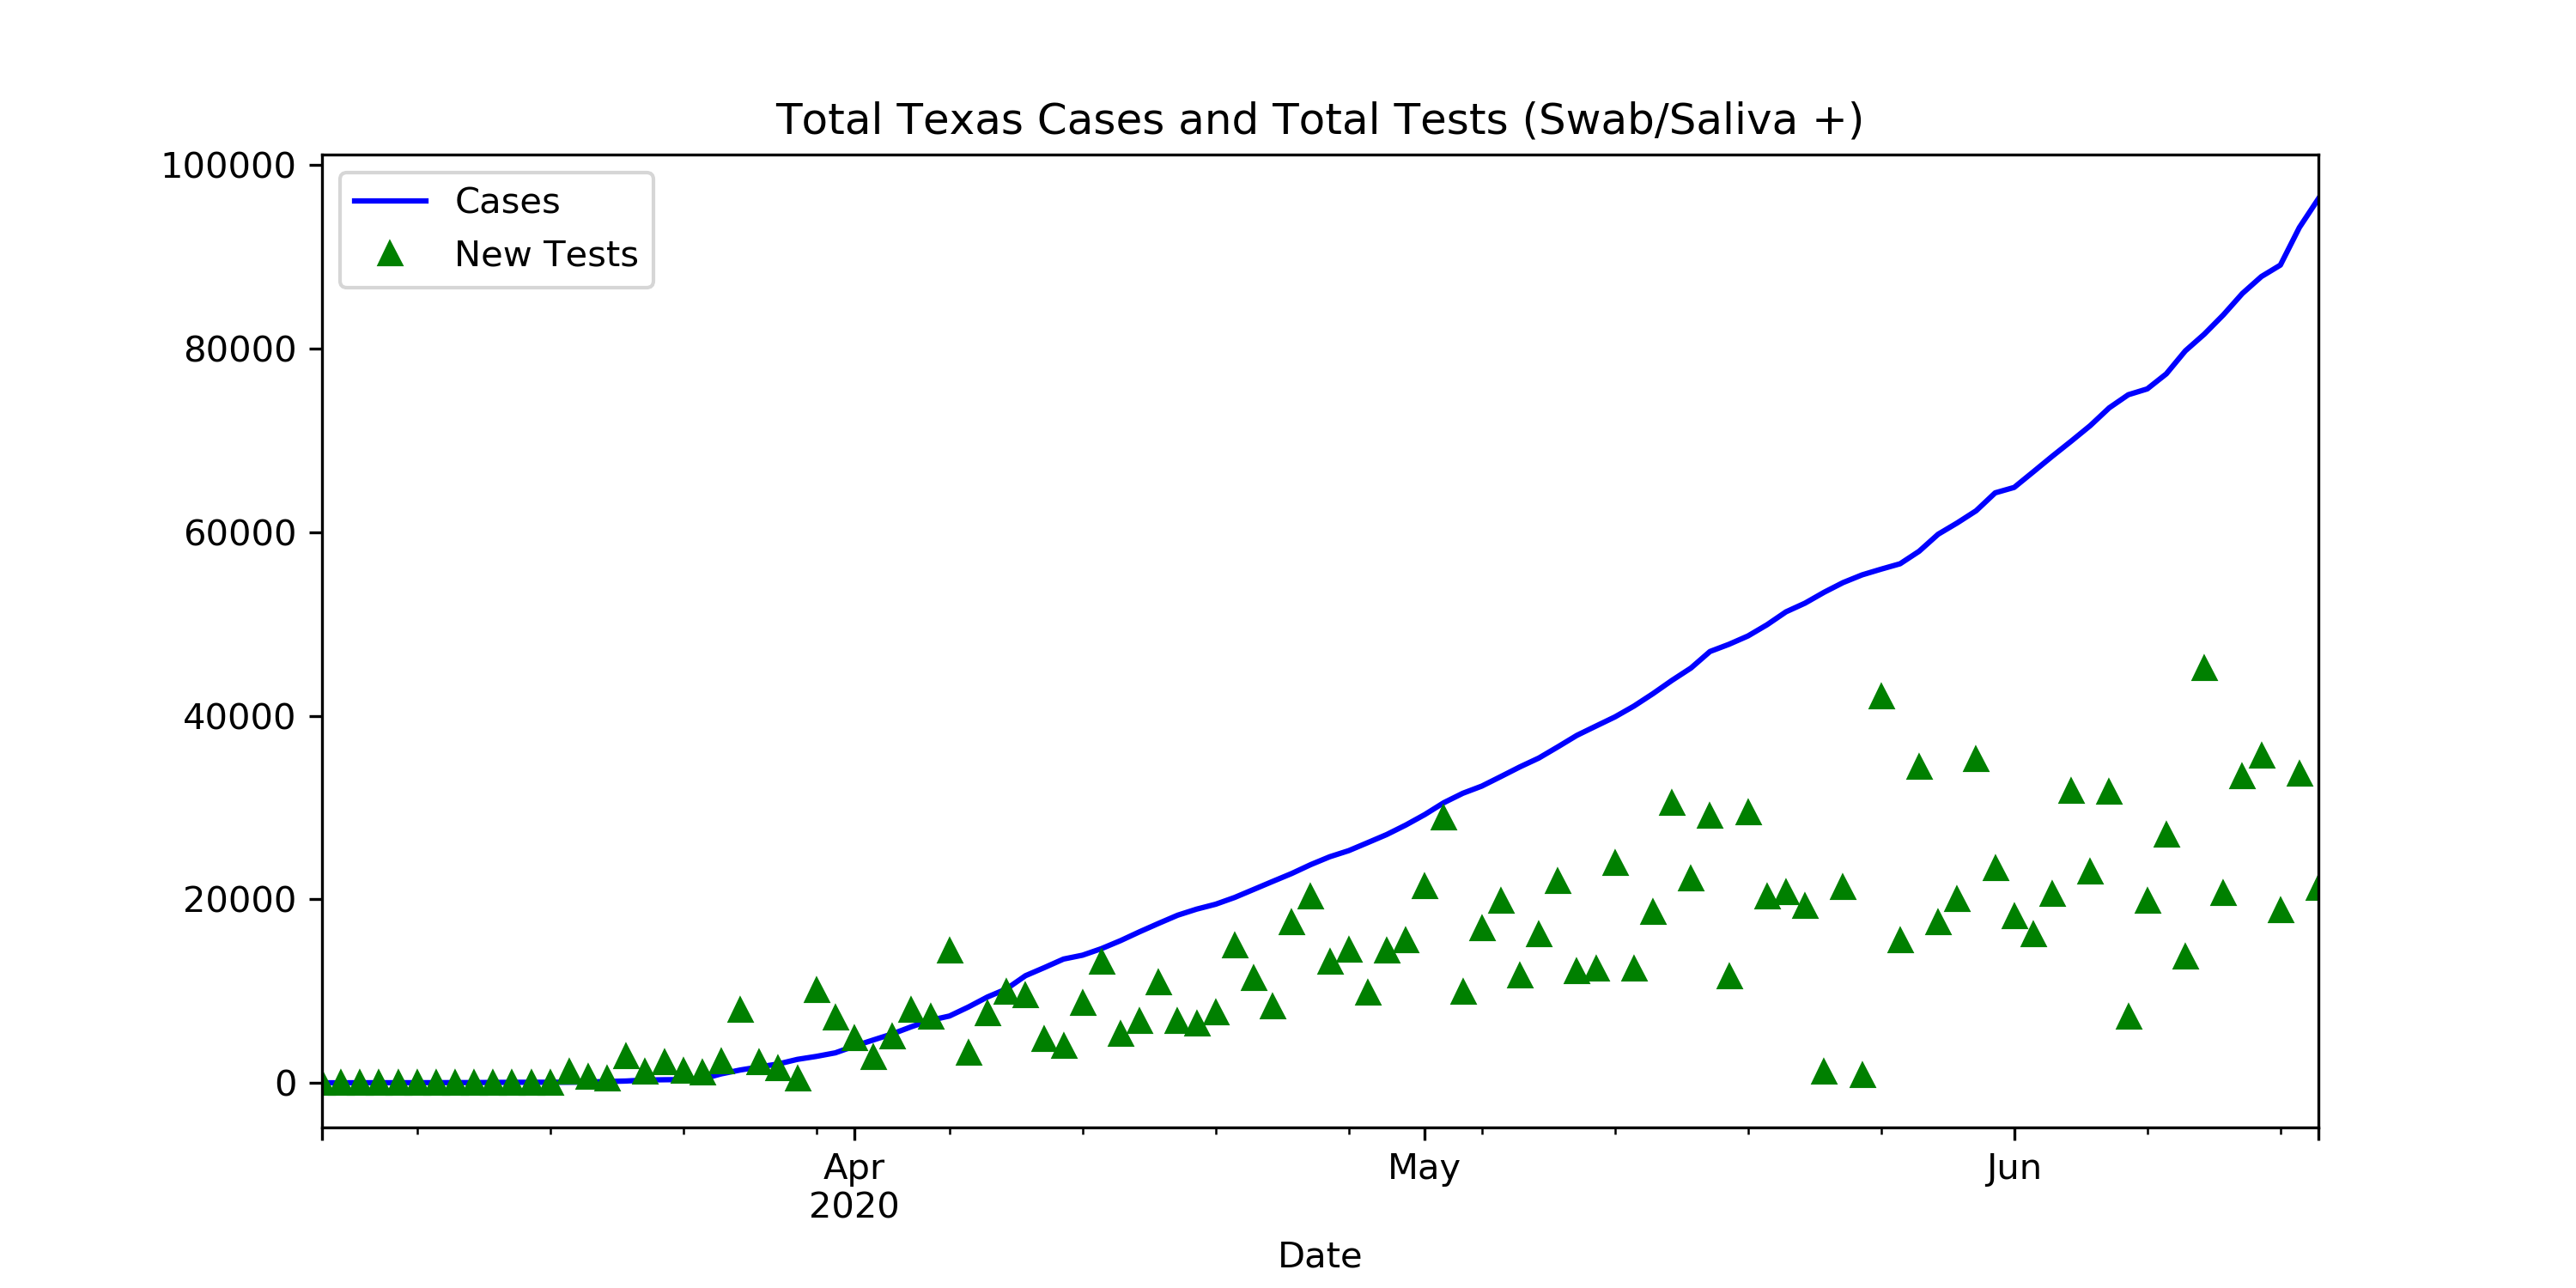 Total Texas Cases and Total Tests (Swab/Saliva +)
100000
80000
60000
40000
20000
0
Cases
New Tests
Apr
2020
May
Jun
Date